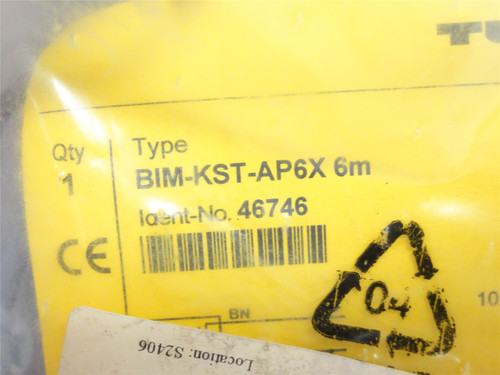 Qty
1
Type
BIM-KST-AP6X 6m
Ident-No. 46746
CE
04
BN
10
Location: S2406